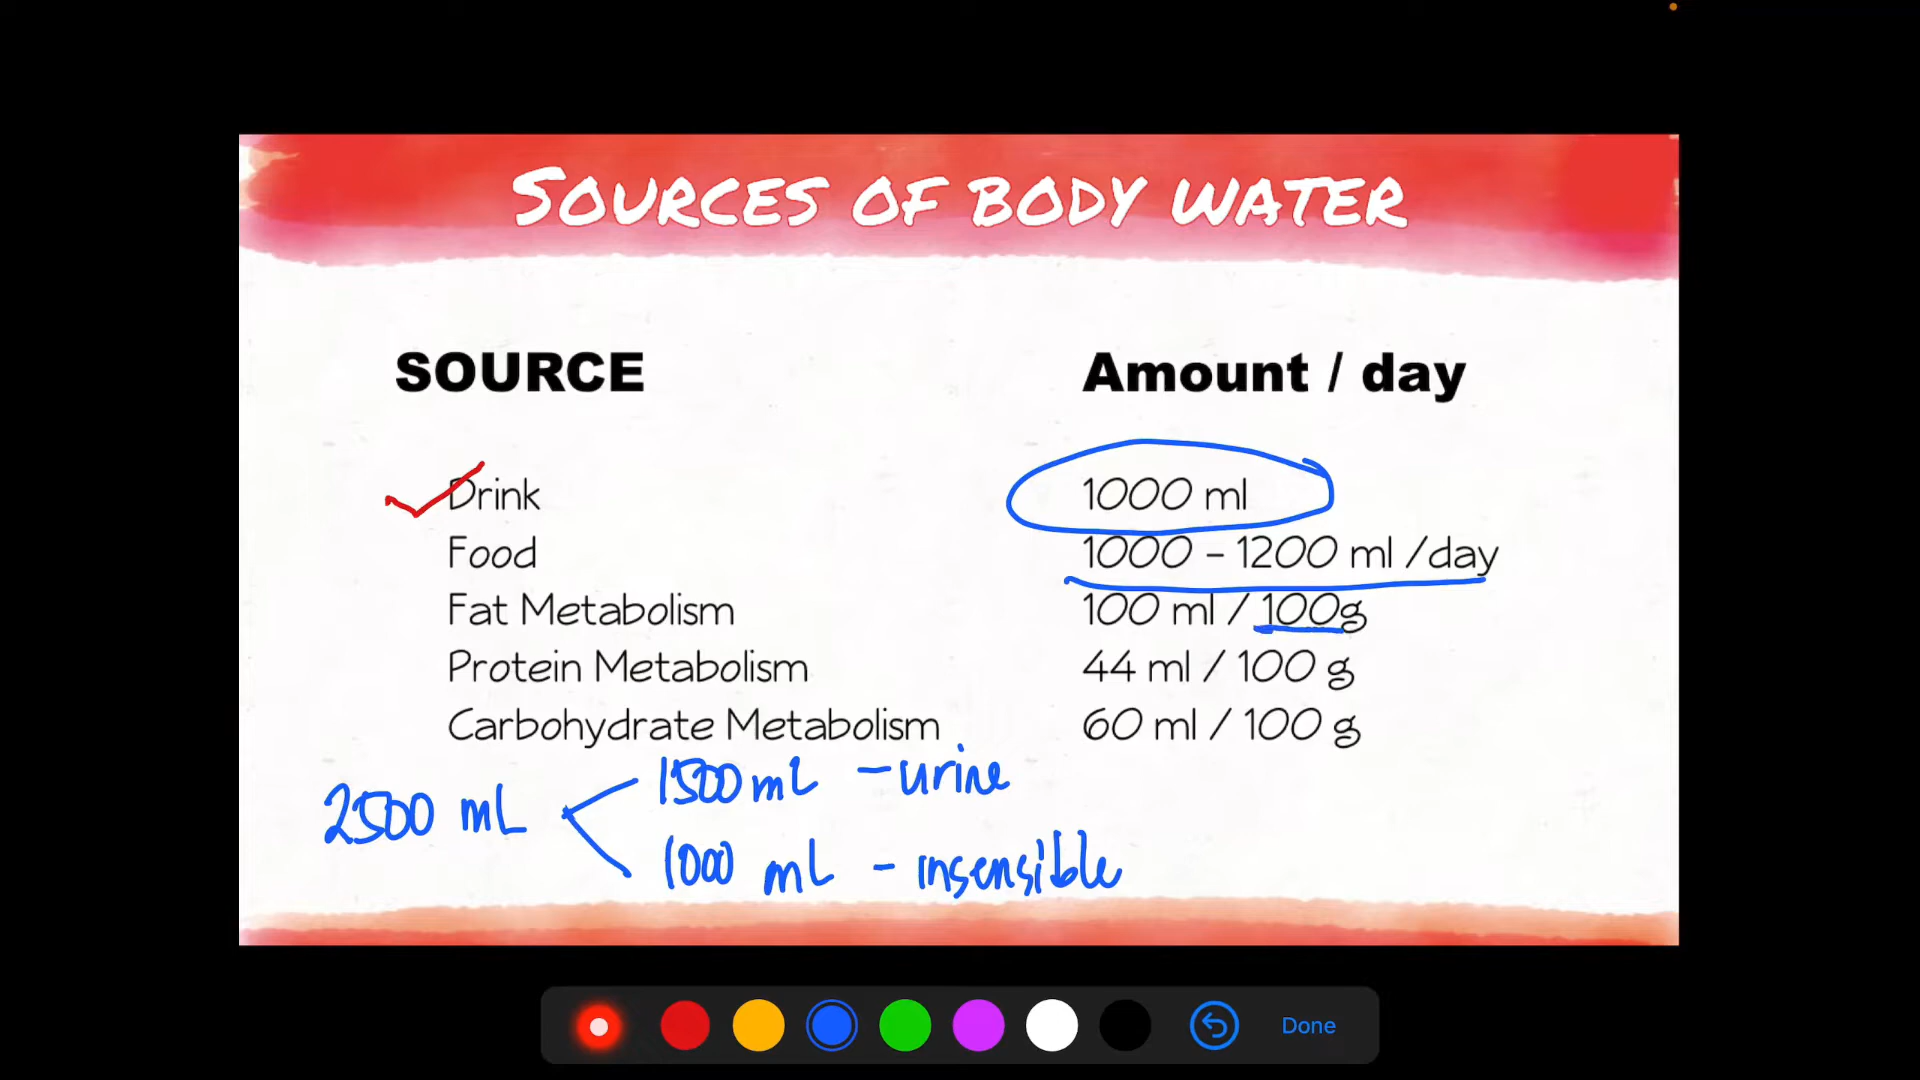 SOURCES OF BODY WATER
SOURCE Amount / day
Drink 1000 ml
Food 1000 - 1200 ml /day
Fat Metabolism 100 ml / 100g
Protein Metabolism 44 ml / 100 g
Carbohydrate Metabolism 60 ml / 100 g
1500 mL - urine
2500 mL
1000 mL - insensible
Done